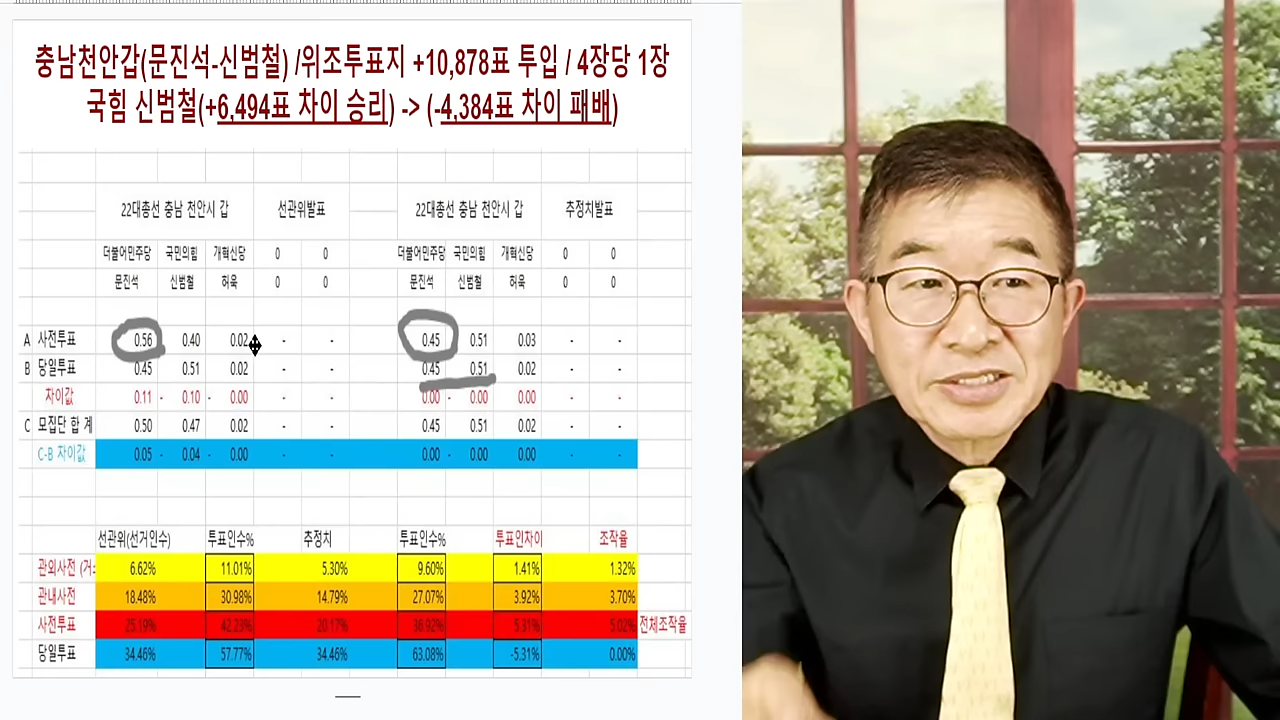 충남천안갑(문진석-신범철) /위조투표지 +10,878표 투입 / 4장당 1장
국힘 신범철(+6,494표 차이 승리) -> (-4,384표 차이 패배)
22대총선 충남 천안시 갑 선관위발표 22대총선 충남 천안시 갑 추정치발표
더불어민주당 국민의힘 개혁신당 0 0 더불어민주당 국민의힘 개혁신당 0 0
문진석 신범철 허욱 0 0 문진석 신범철 허욱 0 0
A 사전투표 0.56 0.40 0.02 - - 0.45 0.51 0.03 - -
B 당일투표 0.45 0.51 0.02 - - 0.45 0.51 0.02 - -
차이값 0.11 - 0.10 - 0.00 0.00 - 0.00 0.00
C 모집단 합 계 0.50 0.47 0.02 - - 0.45 0.51 0.02 - -
C-B 차이값 0.05 - 0.04 - 0.00 - - 0.00 - 0.00 0.00 - -
선관위(선거인수) 투표인수% 추정치 투표인수% 투표인차이 조작율
관외사전 (거소 6.62% 11.01% 5.30% 9.60% 1.41% 1.32%
관내사전 18.48% 30.98% 14.79% 27.07% 3.92% 3.70%
사전투표 25.19% 42.23% 20.17% 36.92% 5.31% 5.02% 전체조작율
당일투표 34.46% 57.77% 34.46% 63.08% -5.31% 0.00%